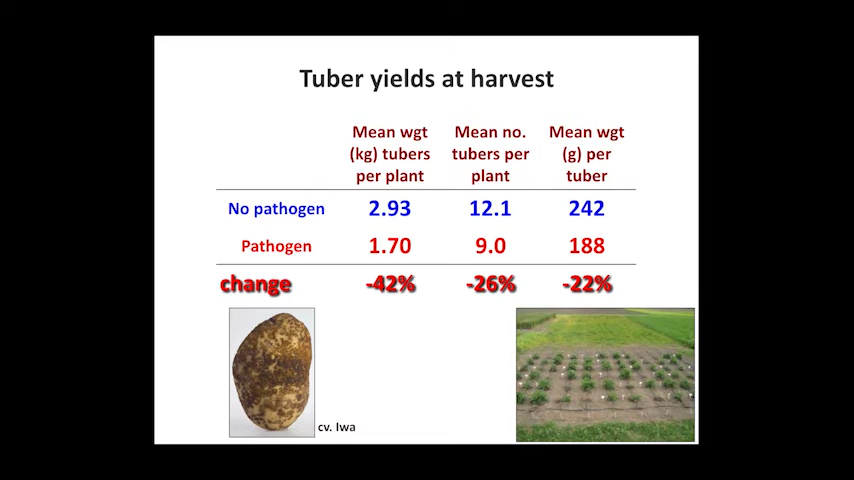 Tuber yields at harvest
Mean wgt (kg) tubers per plant
Mean no. tubers per plant
Mean wgt (g) per tuber
No pathogen 2.93 12.1 242
Pathogen 1.70 9.0 188
change -42% -26% -22%
cv. Iwa